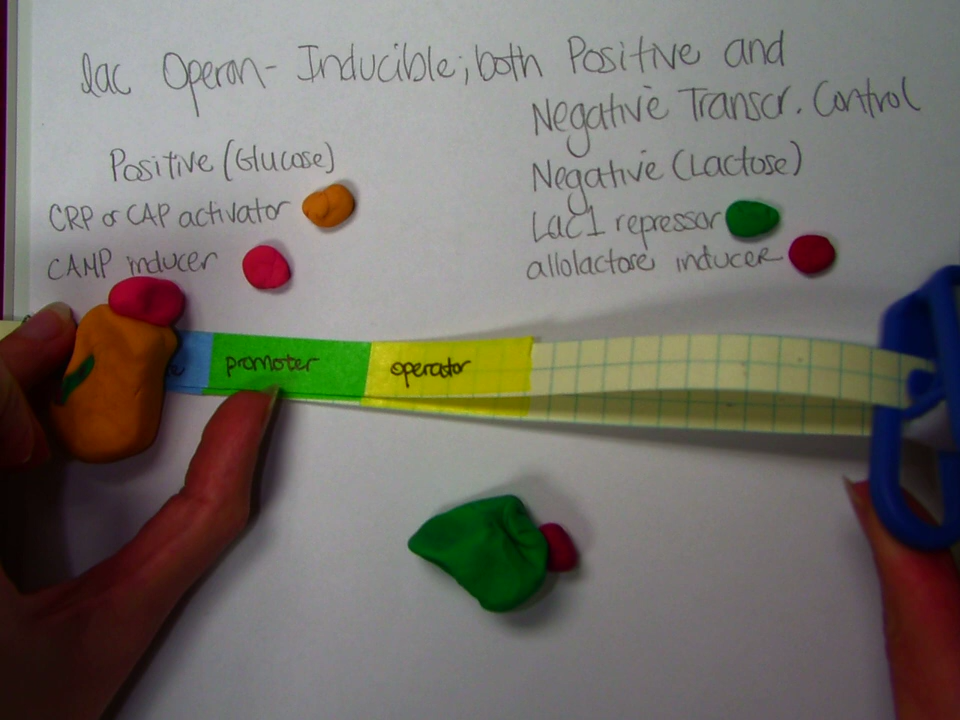 lac Operon- Inducible; both Positive and
Negative Transcr. Control
Positive (Glucose)
CRP or CAP activator
CAMP inducer
Negative (Lactose)
Lac1 repressor
allolactose inducer
e promoter operator